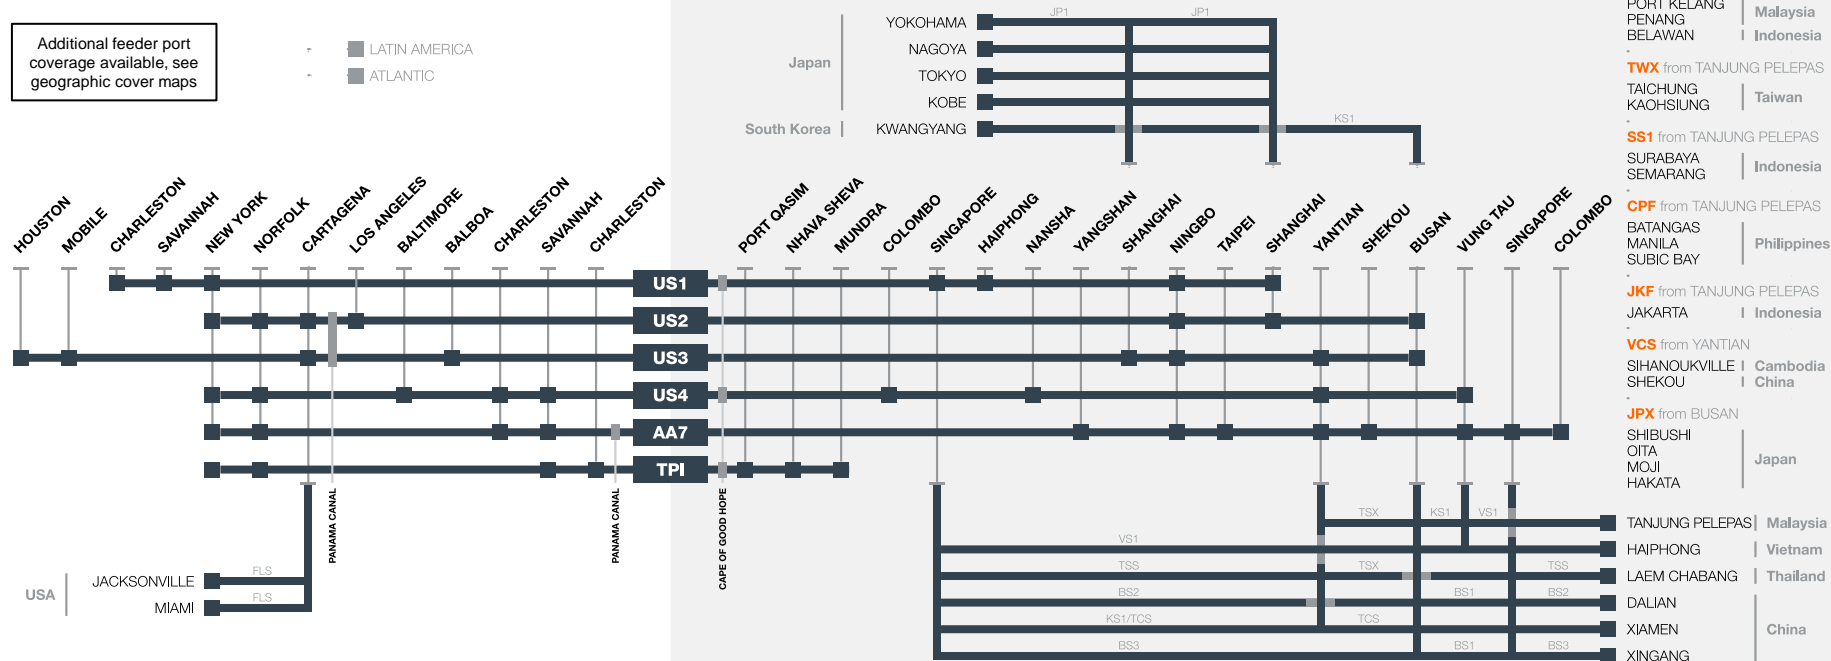 Additional feeder port
coverage available, see
geographic cover maps
LATIN AMERICA
ATLANTIC
Japan
YOKOHAMA
NAGOYA
TOKYO
KOBE
South Korea
KWANGYANG
JP1
JP1
KS1
HOUSTON
MOBILE
CHARLESTON
SAVANNAH
NEW YORK
NORFOLK
CARTAGENA
LOS ANGELES
BALTIMORE
BALBOA
CHARLESTON
SAVANNAH
CHARLESTON
PORT QASIM
NHAVA SHEVA
MUNDRA
COLOMBO
SINGAPORE
HAIPHONG
NANSHA
YANGSHAN
SHANGHAI
NINGBO
TAIPEI
SHANGHAI
YANTIAN
SHEKOU
BUSAN
VUNG TAU
SINGAPORE
COLOMBO
US1
US2
US3
US4
AA7
TPI
PANAMA CANAL
PANAMA CANAL
CAPE OF GOOD HOPE
USA
JACKSONVILLE
FLS
MIAMI
FLS
TSX
KS1
VS1
TANJUNG PELEPAS
Malaysia
VS1
HAIPHONG
Vietnam
TSS
TSX
TSS
LAEM CHABANG
Thailand
BS2
BS1
BS2
DALIAN
KS1/TCS
TCS
XIAMEN
China
BS3
BS1
BS3
XINGANG
PORT KELANG
PENANG
Malaysia
BELAWAN
Indonesia
TWX from TANJUNG PELEPAS
TAICHUNG
KAOHSIUNG
Taiwan
SS1 from TANJUNG PELEPAS
SURABAYA
SEMARANG
Indonesia
CPF from TANJUNG PELEPAS
BATANGAS
MANILA
SUBIC BAY
Philippines
JKF from TANJUNG PELEPAS
JAKARTA
Indonesia
VCS from YANTIAN
SIHANOUKVILLE
Cambodia
SHEKOU
China
JPX from BUSAN
SHIBUSHI
OITA
MOJI
HAKATA
Japan